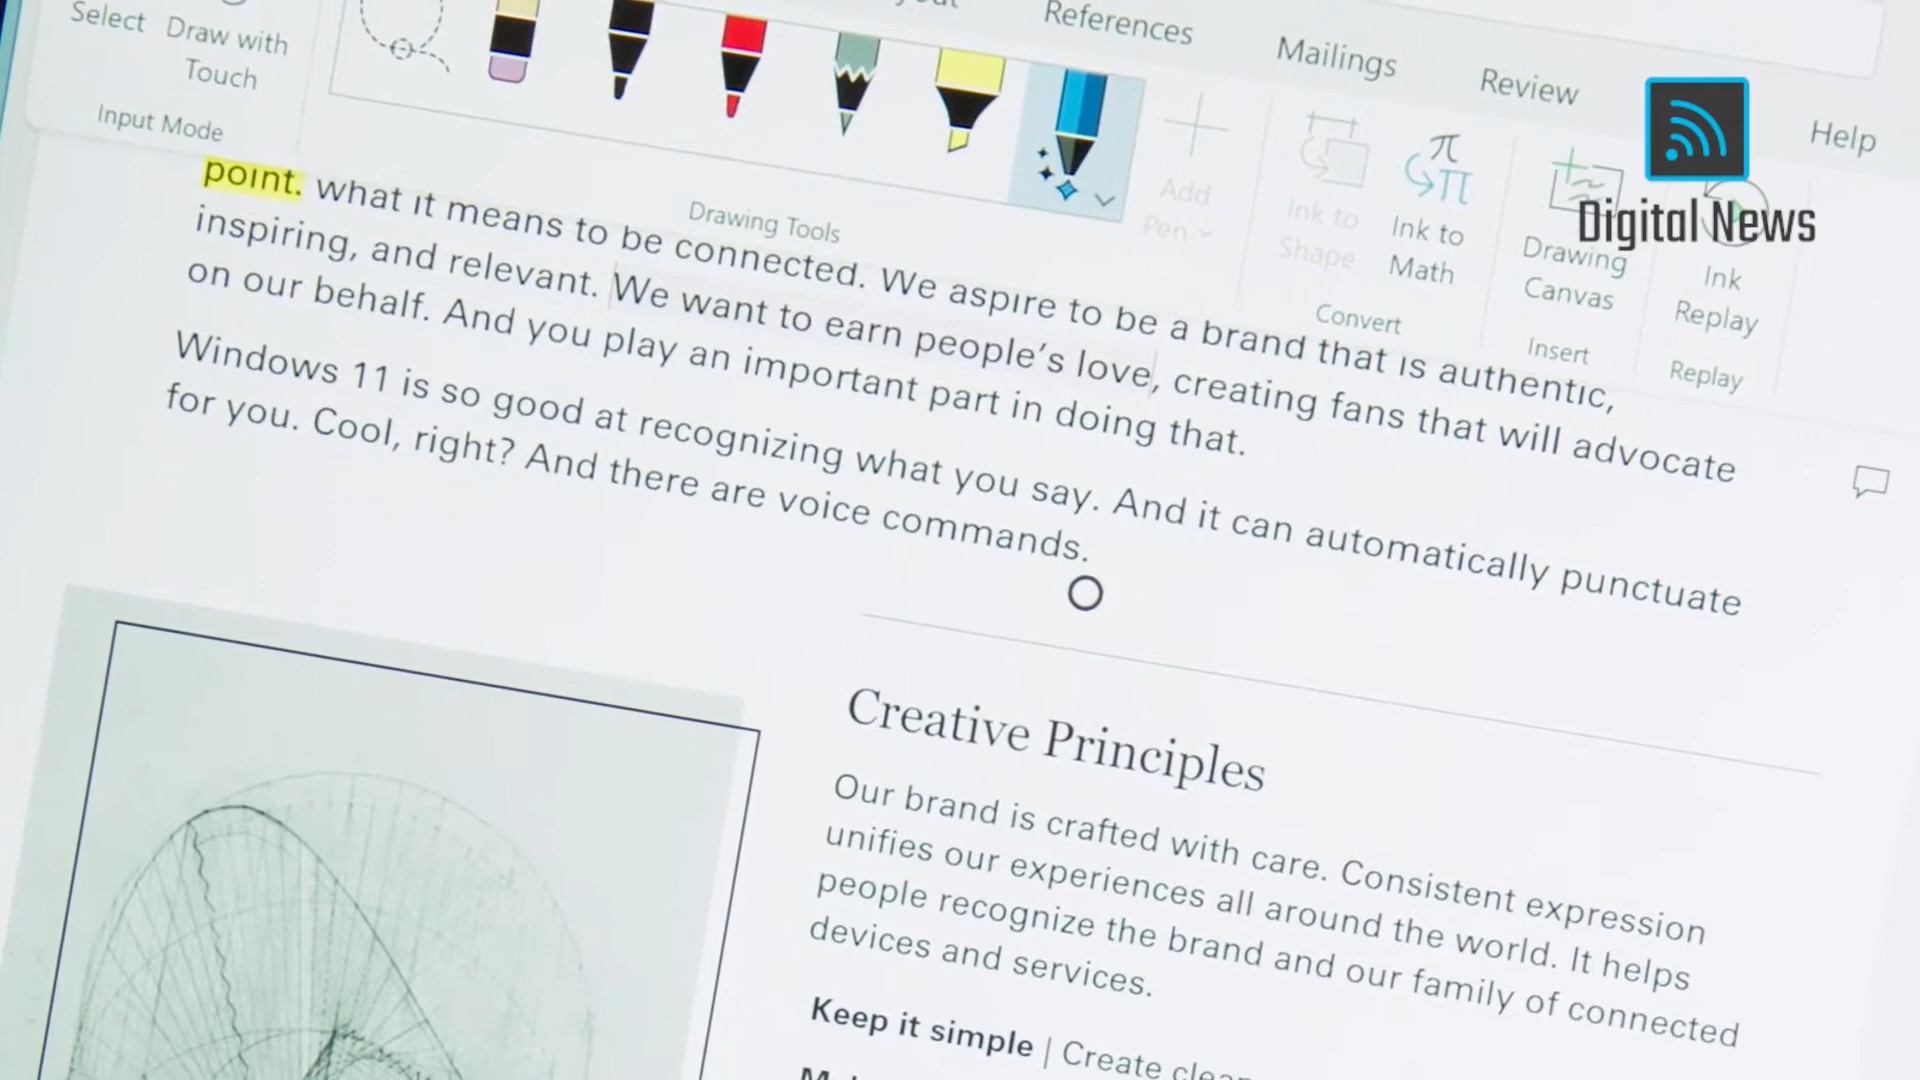 References
Mailings
Review
Help
Select
Draw with
Touch
Input Mode
Drawing Tools
Add
Pen
Ink to
Shape
Ink to
Math
Convert
Drawing
Canvas
Insert
Ink
Replay
Replay
Digital News
point. what it means to be connected. We aspire to be a brand that is authentic,
inspiring, and relevant. We want to earn people's love, creating fans that will advocate
on our behalf. And you play an important part in doing that.
Windows 11 is so good at recognizing what you say. And it can automatically punctuate
for you. Cool, right? And there are voice commands.
Creative Principles
Our brand is crafted with care. Consistent expression
unifies our experiences all around the world. It helps
people recognize the brand and our family of connected
devices and services.
Keep it simple | Create